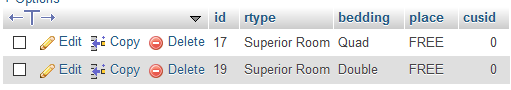 + Options
id rtype bedding place cusid
Edit Copy Delete 17 Superior Room Quad FREE 0
Edit Copy Delete 19 Superior Room Double FREE 0